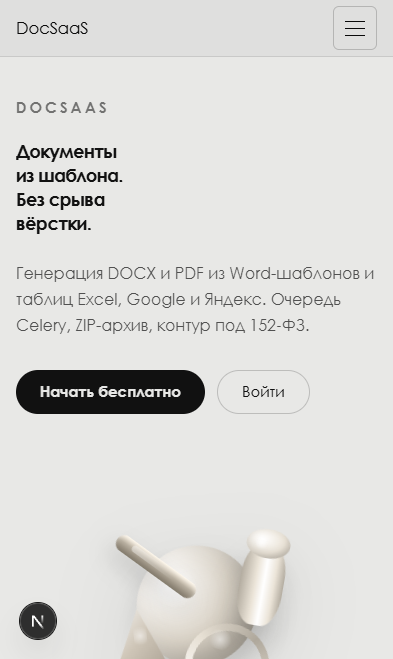 DocSaaS
DOCSAAS
Документы
из шаблона.
Без срыва
вёрстки.
Генерация DOCX и PDF из Word-шаблонов и
таблиц Excel, Google и Яндекс. Очередь
Celery, ZIP-архив, контур под 152-ФЗ.
Начать бесплатно
Войти
N